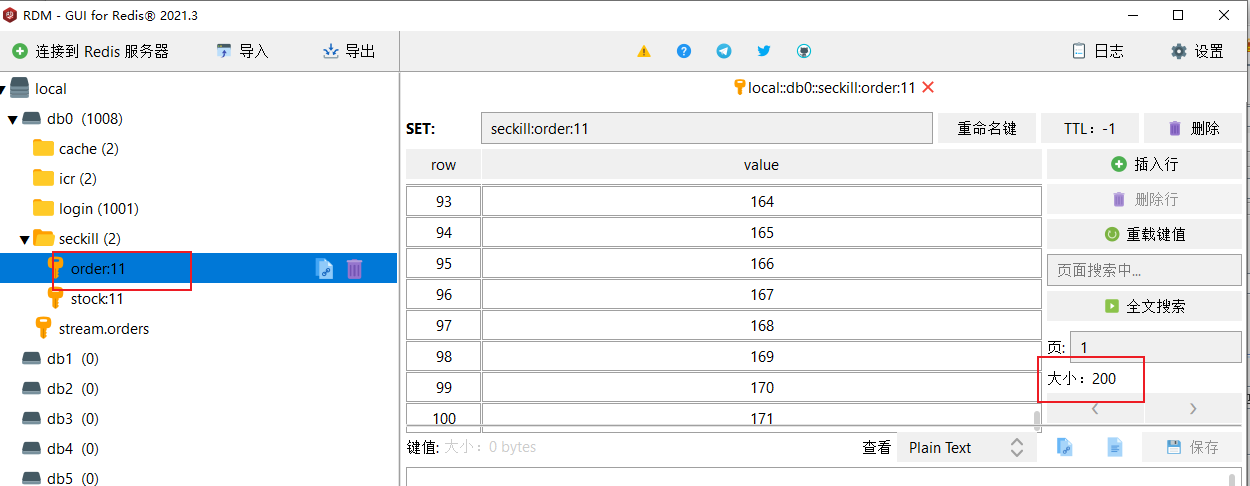 RDM - GUI for Redis® 2021.3
连接到 Redis 服务器 导入 导出 日志 设置
local
db0 (1008)
cache (2)
icr (2)
login (1001)
seckill (2)
order:11
stock:11
stream.orders
db1 (0)
db2 (0)
db3 (0)
db4 (0)
db5 (0)
local::db0::seckill:order:11
SET: seckill:order:11 重命名键 TTL：-1 删除
row value
93 164
94 165
95 166
96 167
97 168
98 169
99 170
100 171
插入行
删除行
重载键值
页面搜索中...
全文搜索
页: 1
大小：200
键值: 大小：0 bytes 查看 Plain Text 保存